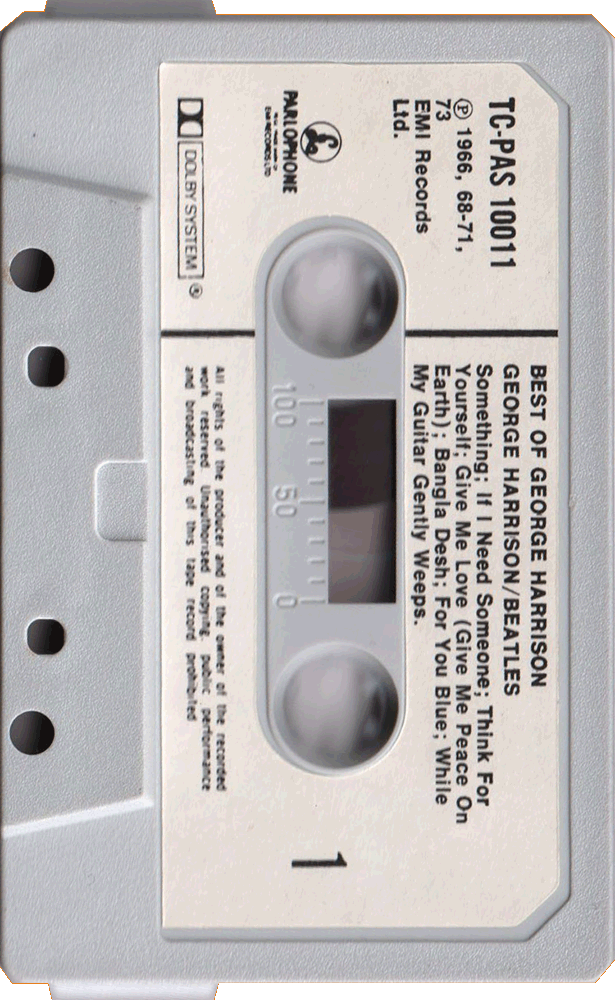 TC-PAS 10011
Ⓟ 1966, 68-71,
73
EMI Records
Ltd.
PARLOPHONE
EMI RECORDS LTD
DOLBY SYSTEM ®
BEST OF GEORGE HARRISON
GEORGE HARRISON/BEATLES
Something; If I Need Someone; Think For
Yourself; Give Me Love (Give Me Peace On
Earth); Bangla Desh; For You Blue; While
My Guitar Gently Weeps.
100 50 0
1
All rights of the producer and of the owner of the recorded
work reserved. Unauthorised copying, public performance
and broadcasting of this tape record prohibited